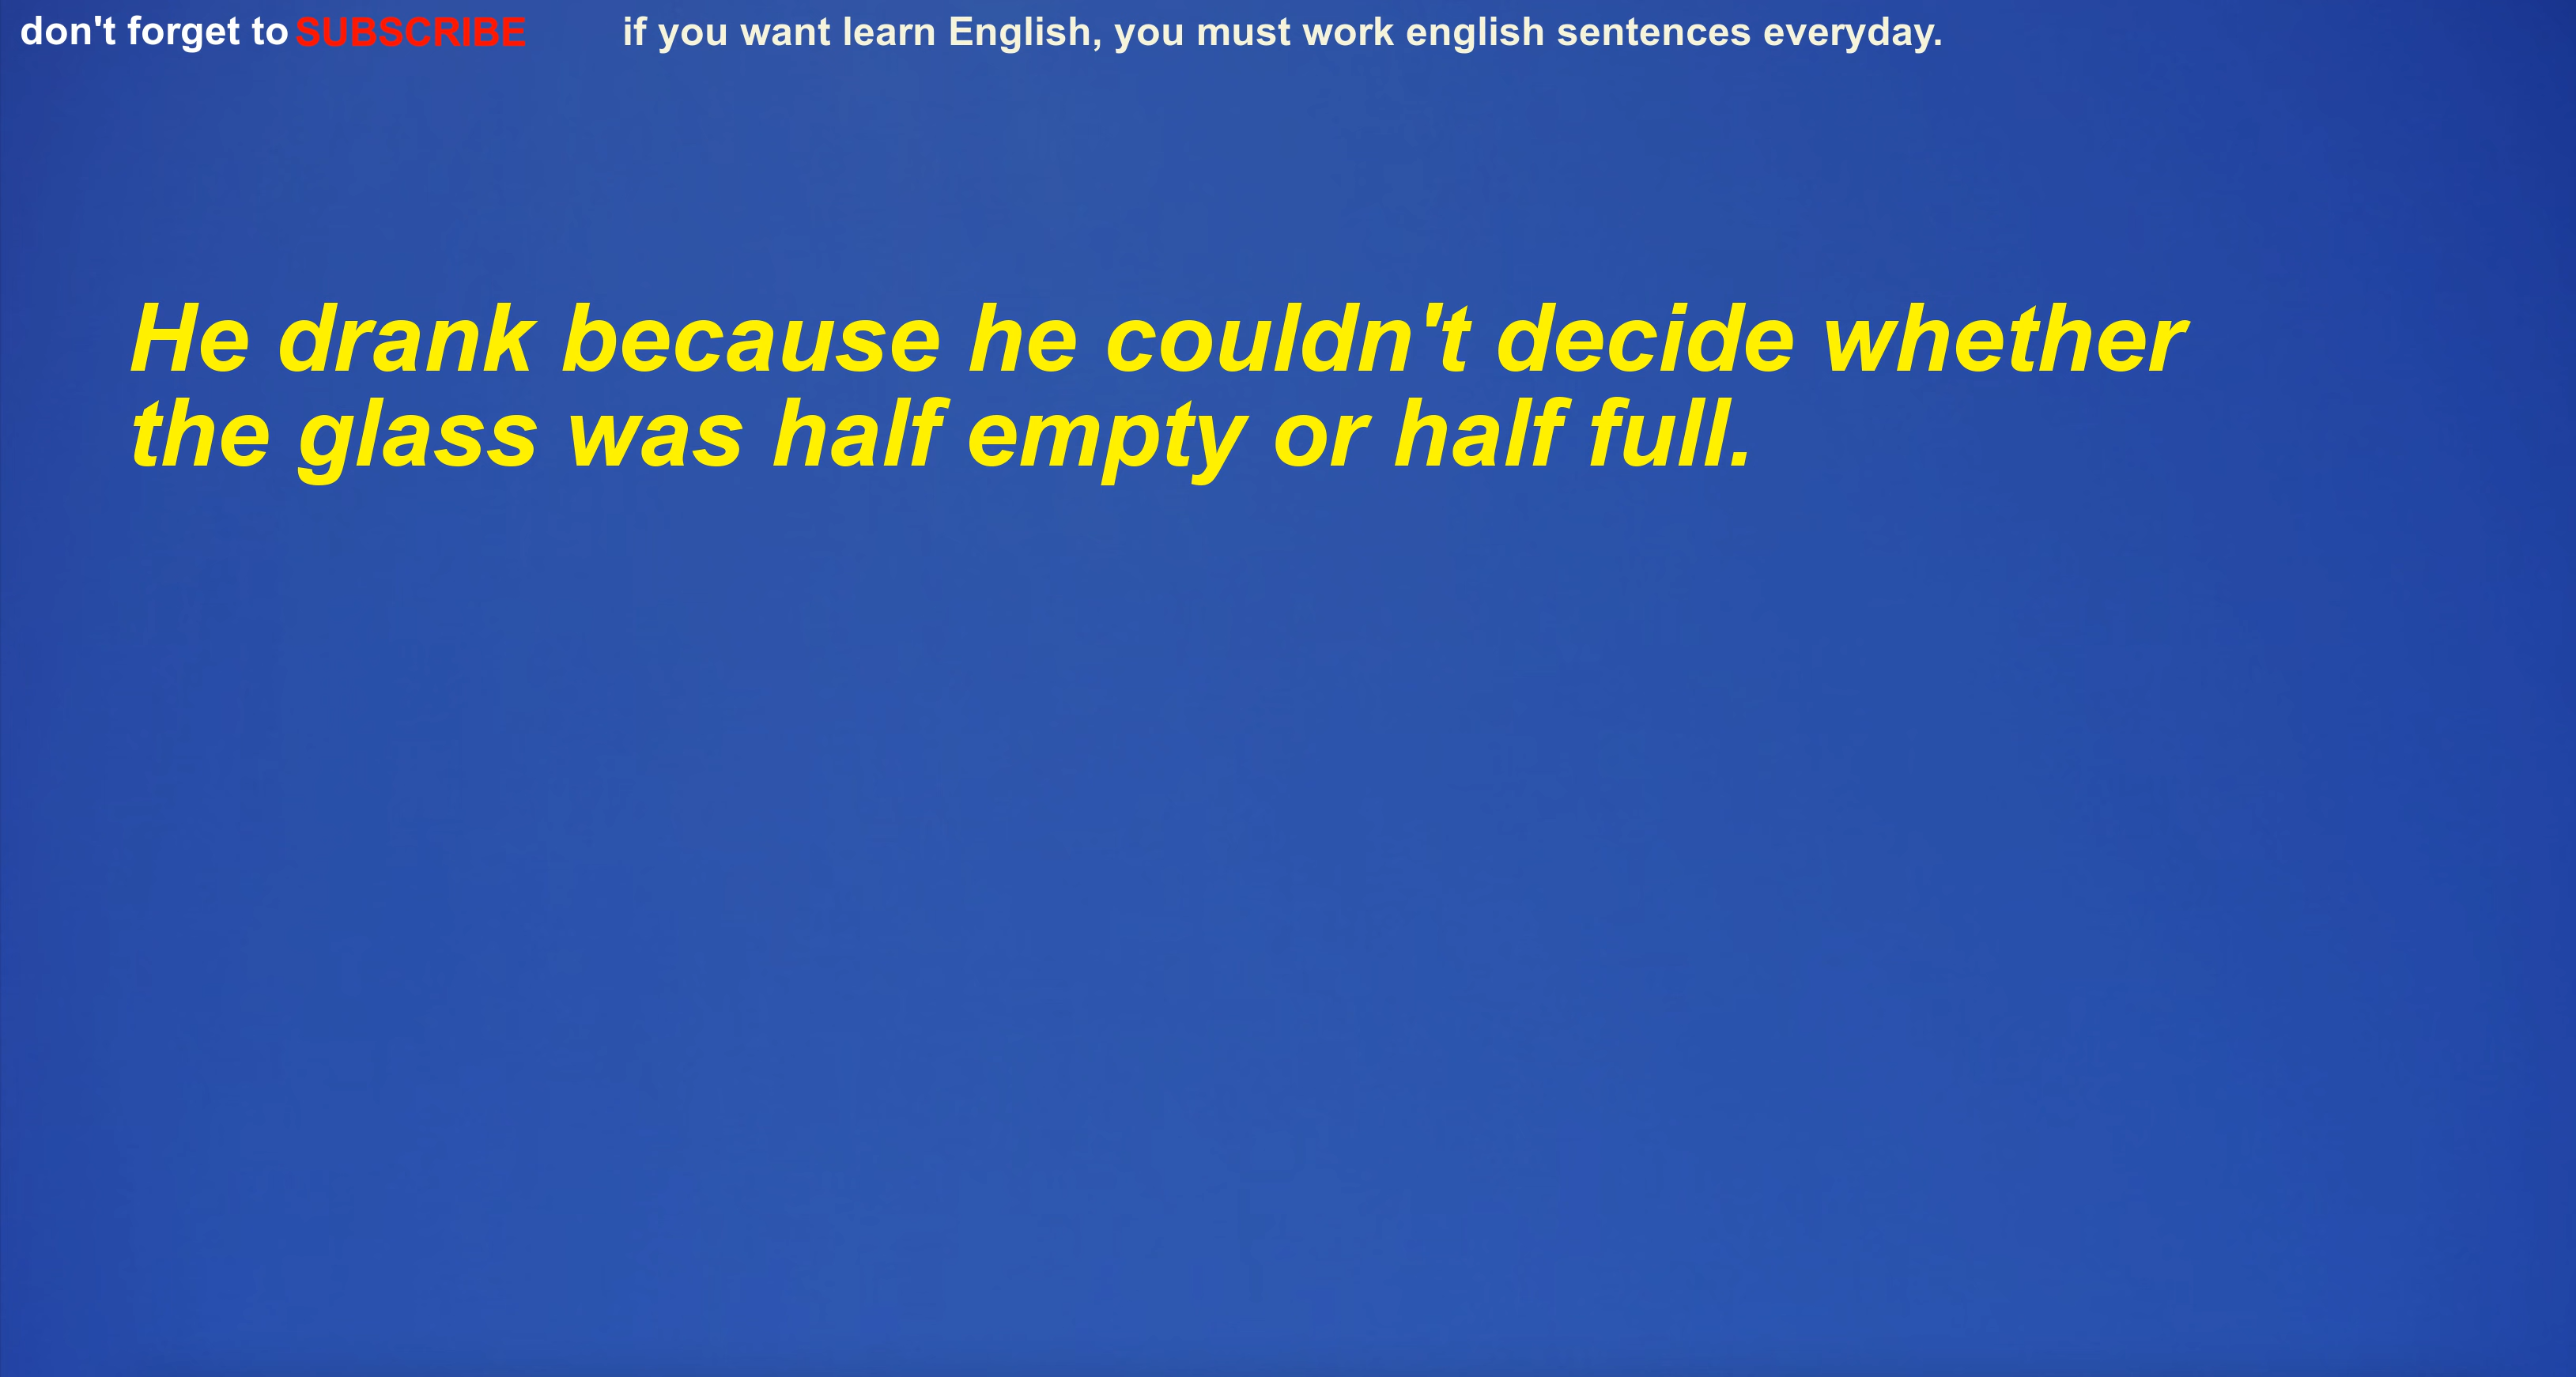 don't forget to SUBSCRIBE if you want learn English, you must work english sentences everyday.
He drank because he couldn't decide whether
the glass was half empty or half full.